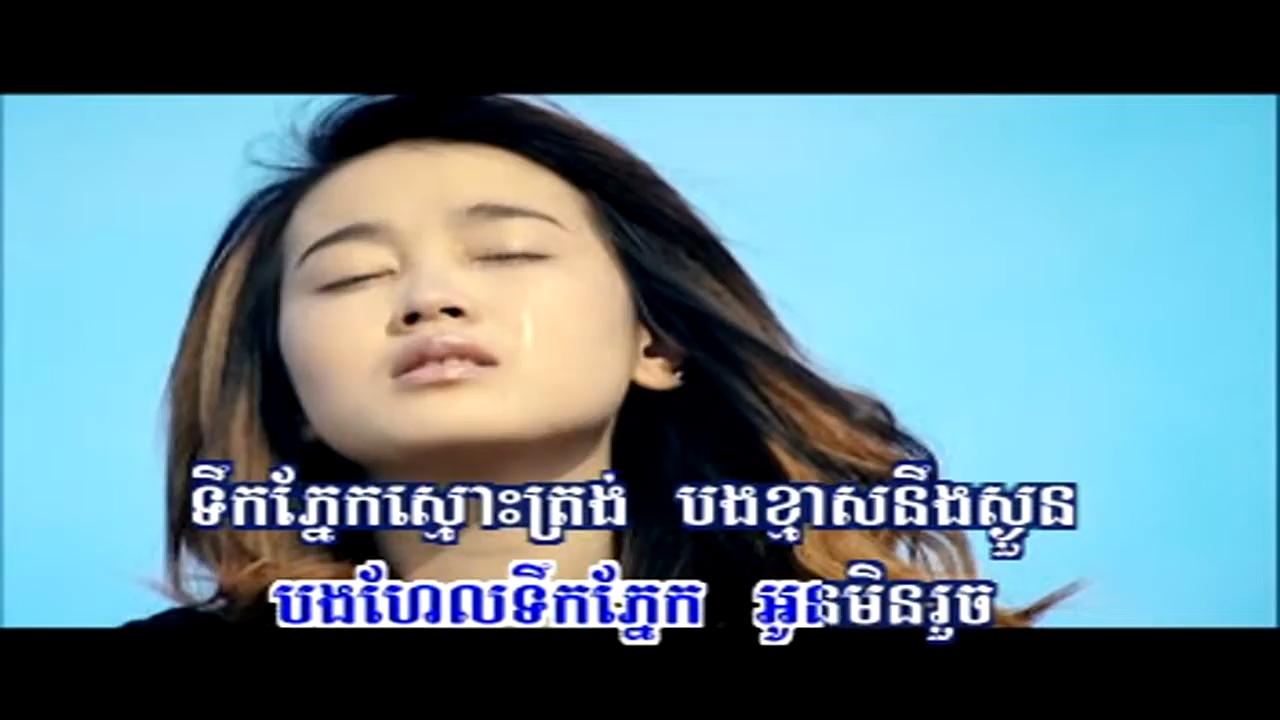 ទឹកភ្នែកស្មោះត្រង់ បងខ្មាសនឹងស្ងួន
បងហែលទឹកភ្នែក អូនមិនរួច